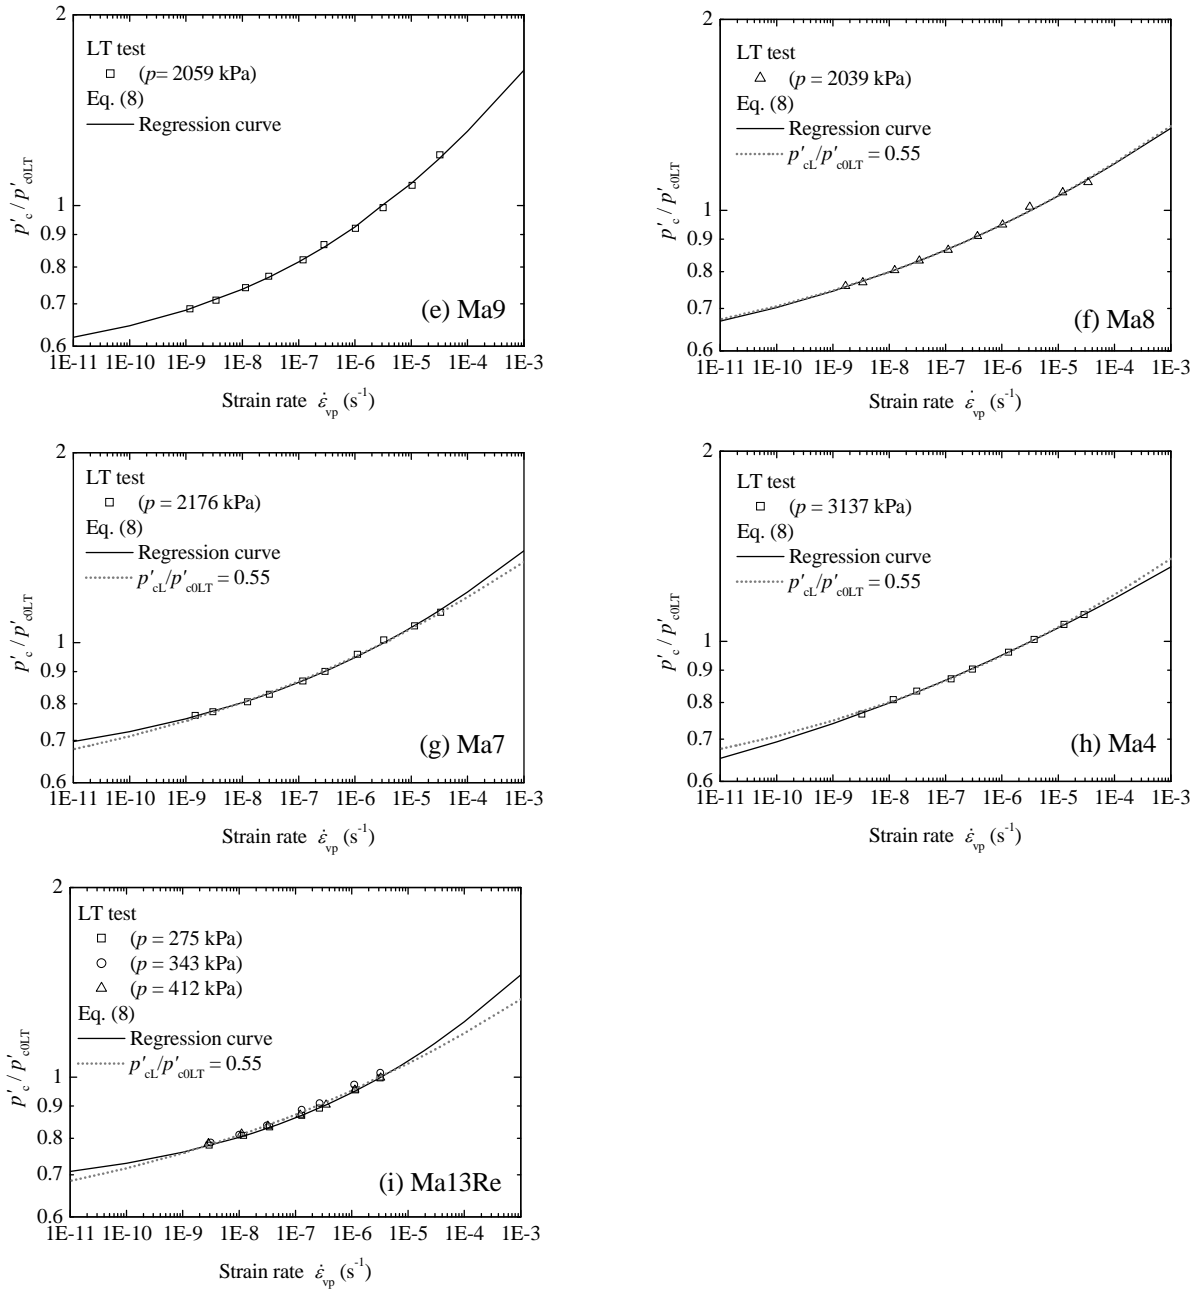 2
LT test
(p= 2059 kPa)
Eq. (8)
Regression curve
p'c / p'c0LT
1
0.9
0.8
0.7
0.6
(e) Ma9
1E-11 1E-10 1E-9 1E-8 1E-7 1E-6 1E-5 1E-4 1E-3
Strain rate ε̇vp (s-1)
2
LT test
(p = 2039 kPa)
Eq. (8)
Regression curve
p'cL/p'c0LT = 0.55
p'c / p'c0LT
1
0.9
0.8
0.7
0.6
(f) Ma8
1E-11 1E-10 1E-9 1E-8 1E-7 1E-6 1E-5 1E-4 1E-3
Strain rate ε̇vp (s-1)
2
LT test
(p = 2176 kPa)
Eq. (8)
Regression curve
p'cL/p'c0LT = 0.55
p'c / p'c0LT
1
0.9
0.8
0.7
0.6
(g) Ma7
1E-11 1E-10 1E-9 1E-8 1E-7 1E-6 1E-5 1E-4 1E-3
Strain rate ε̇vp (s-1)
2
LT test
(p = 3137 kPa)
Eq. (8)
Regression curve
p'cL/p'c0LT = 0.55
p'c / p'c0LT
1
0.9
0.8
0.7
0.6
(h) Ma4
1E-11 1E-10 1E-9 1E-8 1E-7 1E-6 1E-5 1E-4 1E-3
Strain rate ε̇vp (s-1)
2
LT test
(p = 275 kPa)
(p = 343 kPa)
(p = 412 kPa)
Eq. (8)
Regression curve
p'cL/p'c0LT = 0.55
p'c / p'c0LT
1
0.9
0.8
0.7
0.6
(i) Ma13Re
1E-11 1E-10 1E-9 1E-8 1E-7 1E-6 1E-5 1E-4 1E-3
Strain rate ε̇vp (s-1)